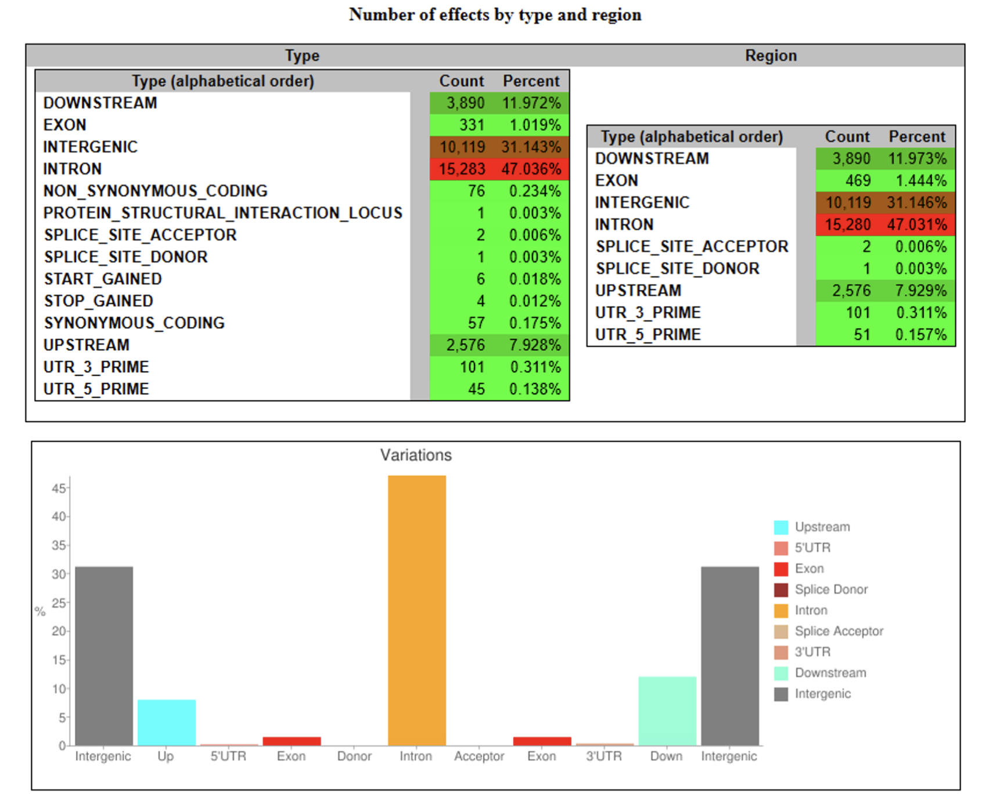 Number of effects by type and region
Type Region
Type (alphabetical order) Count Percent
DOWNSTREAM 3,890 11.972%
EXON 331 1.019%
INTERGENIC 10,119 31.143%
INTRON 15,283 47.036%
NON_SYNONYMOUS_CODING 76 0.234%
PROTEIN_STRUCTURAL_INTERACTION_LOCUS 1 0.003%
SPLICE_SITE_ACCEPTOR 2 0.006%
SPLICE_SITE_DONOR 1 0.003%
START_GAINED 6 0.018%
STOP_GAINED 4 0.012%
SYNONYMOUS_CODING 57 0.175%
UPSTREAM 2,576 7.928%
UTR_3_PRIME 101 0.311%
UTR_5_PRIME 45 0.138%
Type (alphabetical order) Count Percent
DOWNSTREAM 3,890 11.973%
EXON 469 1.444%
INTERGENIC 10,119 31.146%
INTRON 15,280 47.031%
SPLICE_SITE_ACCEPTOR 2 0.006%
SPLICE_SITE_DONOR 1 0.003%
UPSTREAM 2,576 7.929%
UTR_3_PRIME 101 0.311%
UTR_5_PRIME 51 0.157%
Variations
45
40
35
30
25
%
20
15
10
5
0
Intergenic Up 5'UTR Exon Donor Intron Acceptor Exon 3'UTR Down Intergenic
Upstream
5'UTR
Exon
Splice Donor
Intron
Splice Acceptor
3'UTR
Downstream
Intergenic